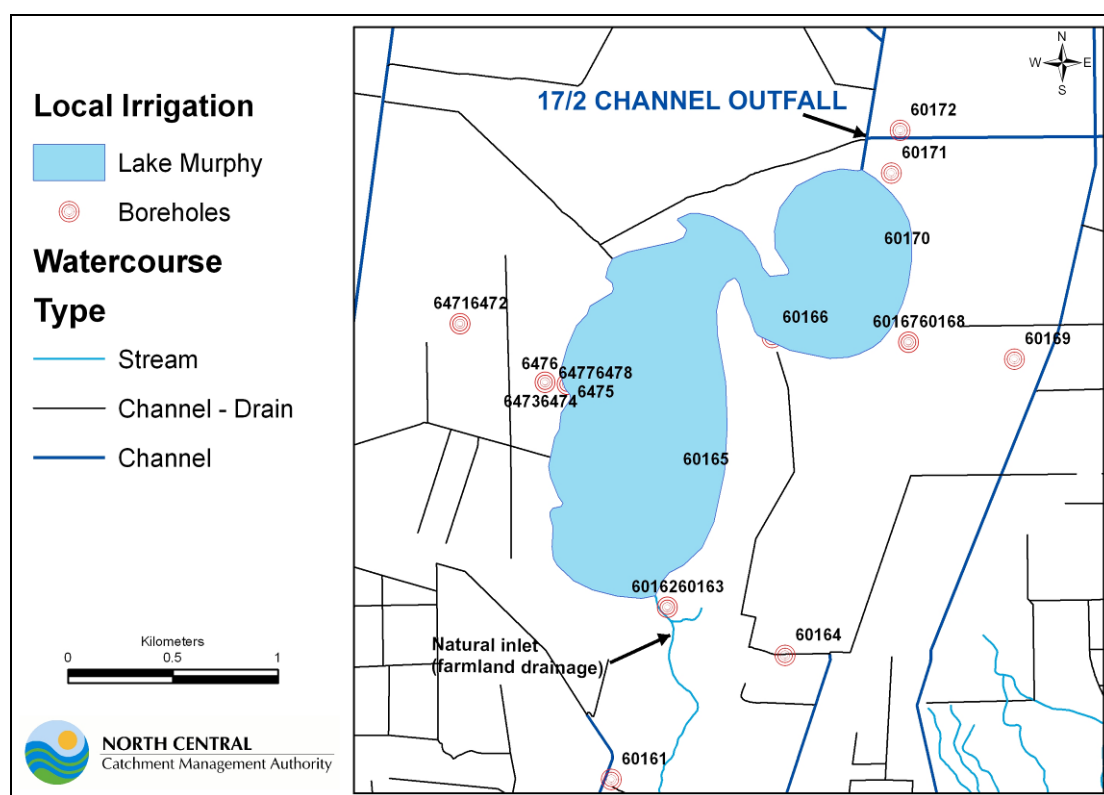 Local Irrigation
Lake Murphy
Boreholes
Watercourse
Type
Stream
Channel - Drain
Channel
Kilometers
0 0.5 1
NORTH CENTRAL
Catchment Management Authority
N
W E
S
17/2 CHANNEL OUTFALL
60172
60171
60170
64716472
60166
6016760168
60169
6476
64776478
6475
64736474
60165
6016260163
Natural inlet
(farmland drainage)
60164
60161